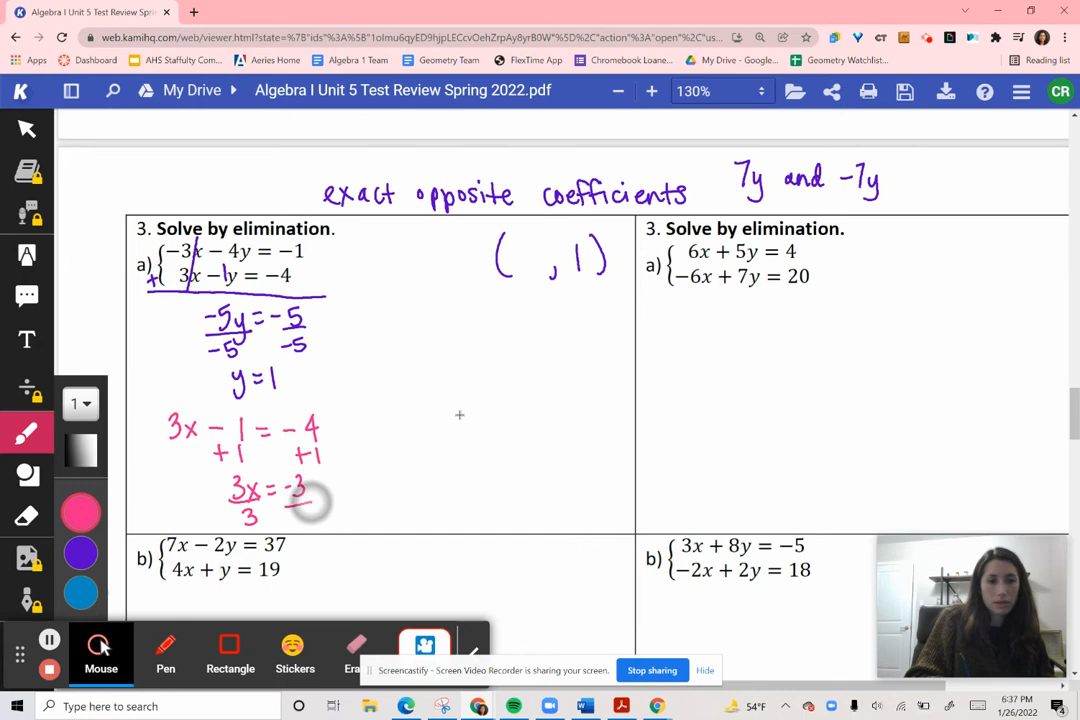 Algebra I Unit 5 Test Review Spri
web.kamihq.com/web/viewer.html?state=%7B"ids"%3A%5B"1oImu6qyED9hjpLECcvOehZrpAy8yrB0W"%5D%2C"action"%3A"open"%2C"us...
Apps Dashboard AHS Staffulty Com... Aeries Home Algebra 1 Team Geometry Team FlexTime App Chromebook Loane... My Drive - Google... Geometry Watchlist... Reading list
K My Drive Algebra I Unit 5 Test Review Spring 2022.pdf 130% CR
exact opposite coefficients 7y and -7y
3. Solve by elimination.
a) −3x − 4y = −1
3x − 1y = −4
+
( , 1)
-5y = -5
-5 -5
y = 1
3x - 1 = -4
+1 +1
3x = -3
3
3. Solve by elimination.
a) 6x + 5y = 4
−6x + 7y = 20
b) 7x − 2y = 37
4x + y = 19
b) 3x + 8y = −5
−2x + 2y = 18
T
1
Mouse Pen Rectangle Stickers Era
Screencastify - Screen Video Recorder is sharing your screen. Stop sharing Hide
Type here to search
54°F
6:37 PM
1/26/2022
4